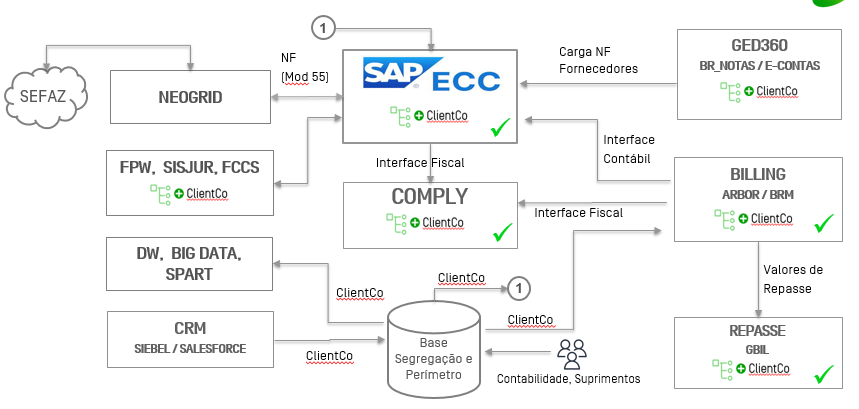 1
SEFAZ
NEOGRID
NF
(Mod 55)
SAP ECC
ClientCo
Carga NF
Fornecedores
GED360
BR_NOTAS / E-CONTAS
ClientCo
FPW, SISJUR, FCCS
ClientCo
Interface Fiscal
Interface
Contábil
COMPLY
ClientCo
Interface Fiscal
BILLING
ARBOR / BRM
ClientCo
DW, BIG DATA,
SPART
ClientCo
ClientCo
1
ClientCo
Valores de
Repasse
CRM
SIEBEL / SALESFORCE
ClientCo
Base
Segregação e
Perímetro
Contabilidade, Suprimentos
REPASSE
GBIL
ClientCo